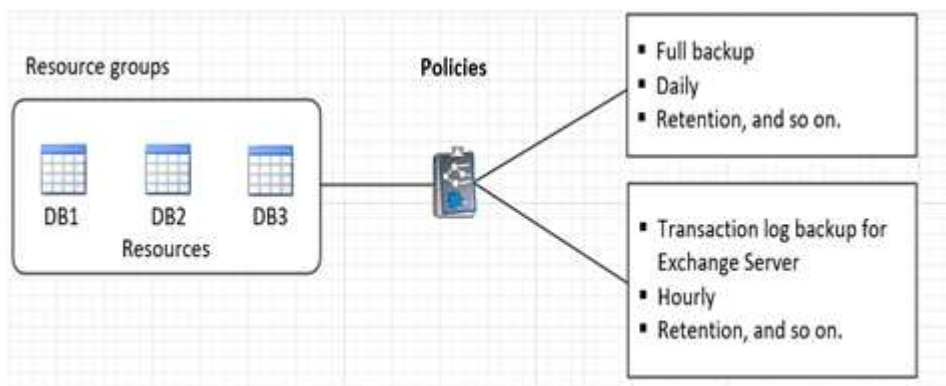 Resource groups
DB1
DB2
DB3
Resources
Policies
▪ Full backup
▪ Daily
▪ Retention, and so on.
▪ Transaction log backup for
Exchange Server
▪ Hourly
▪ Retention, and so on.